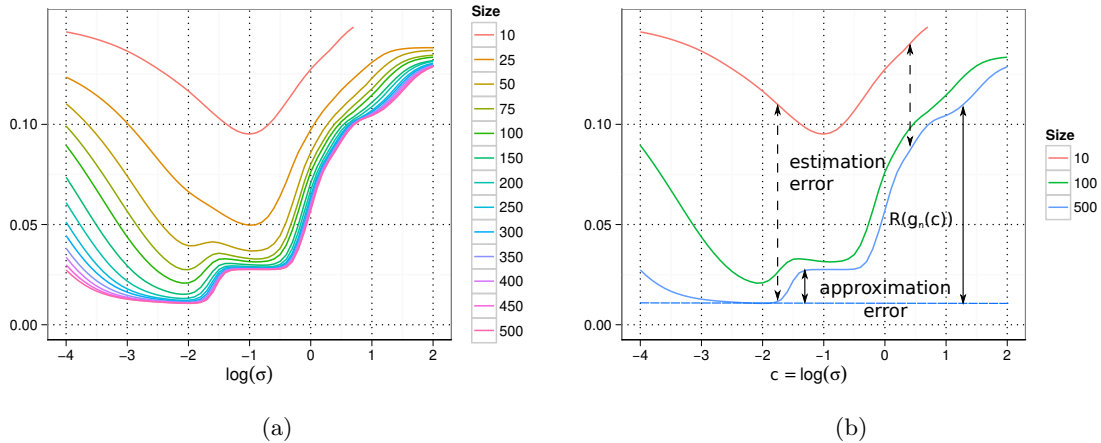 Size
10
25
50
75
100
150
200
250
300
350
400
450
500
0.10
0.05
0.00
−4 −3 −2 −1 0 1 2
log(σ)
(a)
Size
10
100
500
estimation
error
R(gₙ(c))
approximation
error
0.10
0.05
0.00
−4 −3 −2 −1 0 1 2
c = log(σ)
(b)